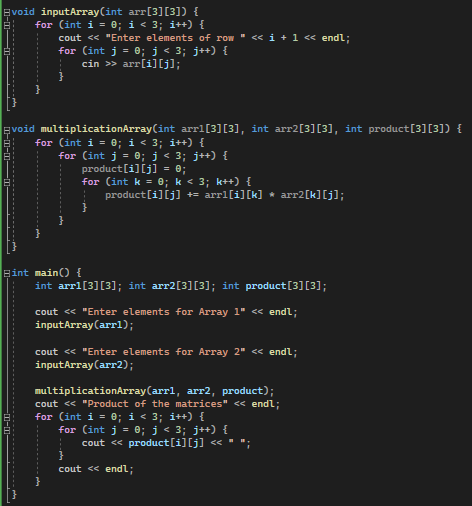 void inputArray(int arr[3][3]) {
    for (int i = 0; i < 3; i++) {
        cout << "Enter elements of row " << i + 1 << endl;
        for (int j = 0; j < 3; j++) {
            cin >> arr[i][j];
        }
    }
}
void multiplicationArray(int arr1[3][3], int arr2[3][3], int product[3][3]) {
    for (int i = 0; i < 3; i++) {
        for (int j = 0; j < 3; j++) {
            product[i][j] = 0;
            for (int k = 0; k < 3; k++) {
                product[i][j] += arr1[i][k] * arr2[k][j];
            }
        }
    }
}
int main() {
    int arr1[3][3]; int arr2[3][3]; int product[3][3];
    cout << "Enter elements for Array 1" << endl;
    inputArray(arr1);
    cout << "Enter elements for Array 2" << endl;
    inputArray(arr2);
    multiplicationArray(arr1, arr2, product);
    cout << "Product of the matrices" << endl;
    for (int i = 0; i < 3; i++) {
        for (int j = 0; j < 3; j++) {
            cout << product[i][j] << " ";
        }
        cout << endl;
    }
}